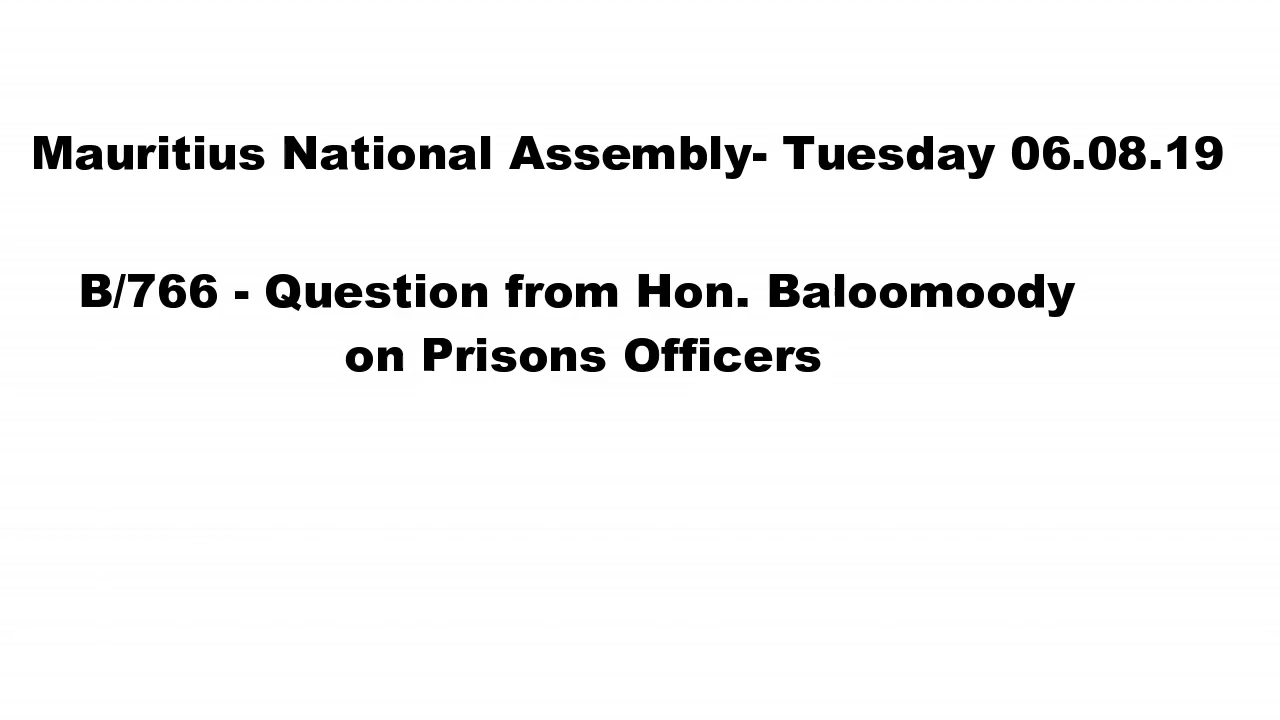 Mauritius National Assembly- Tuesday 06.08.19
B/766 - Question from Hon. Baloomoody
on Prisons Officers